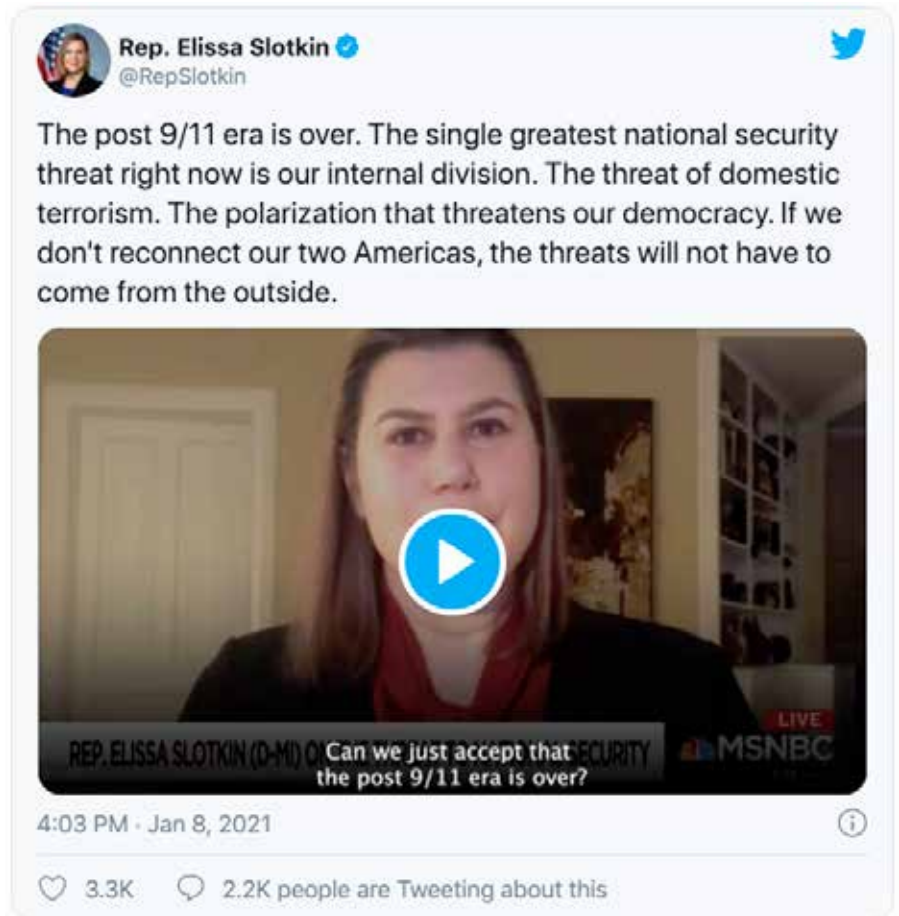 Rep. Elissa Slotkin
@RepSlotkin
The post 9/11 era is over. The single greatest national security
threat right now is our internal division. The threat of domestic
terrorism. The polarization that threatens our democracy. If we
don't reconnect our two Americas, the threats will not have to
come from the outside.
LIVE
REP. ELISSA SLOTKIN (D-MI) ECURITY
MSNBC
Can we just accept that
the post 9/11 era is over?
4:03 PM · Jan 8, 2021
3.3K 2.2K people are Tweeting about this